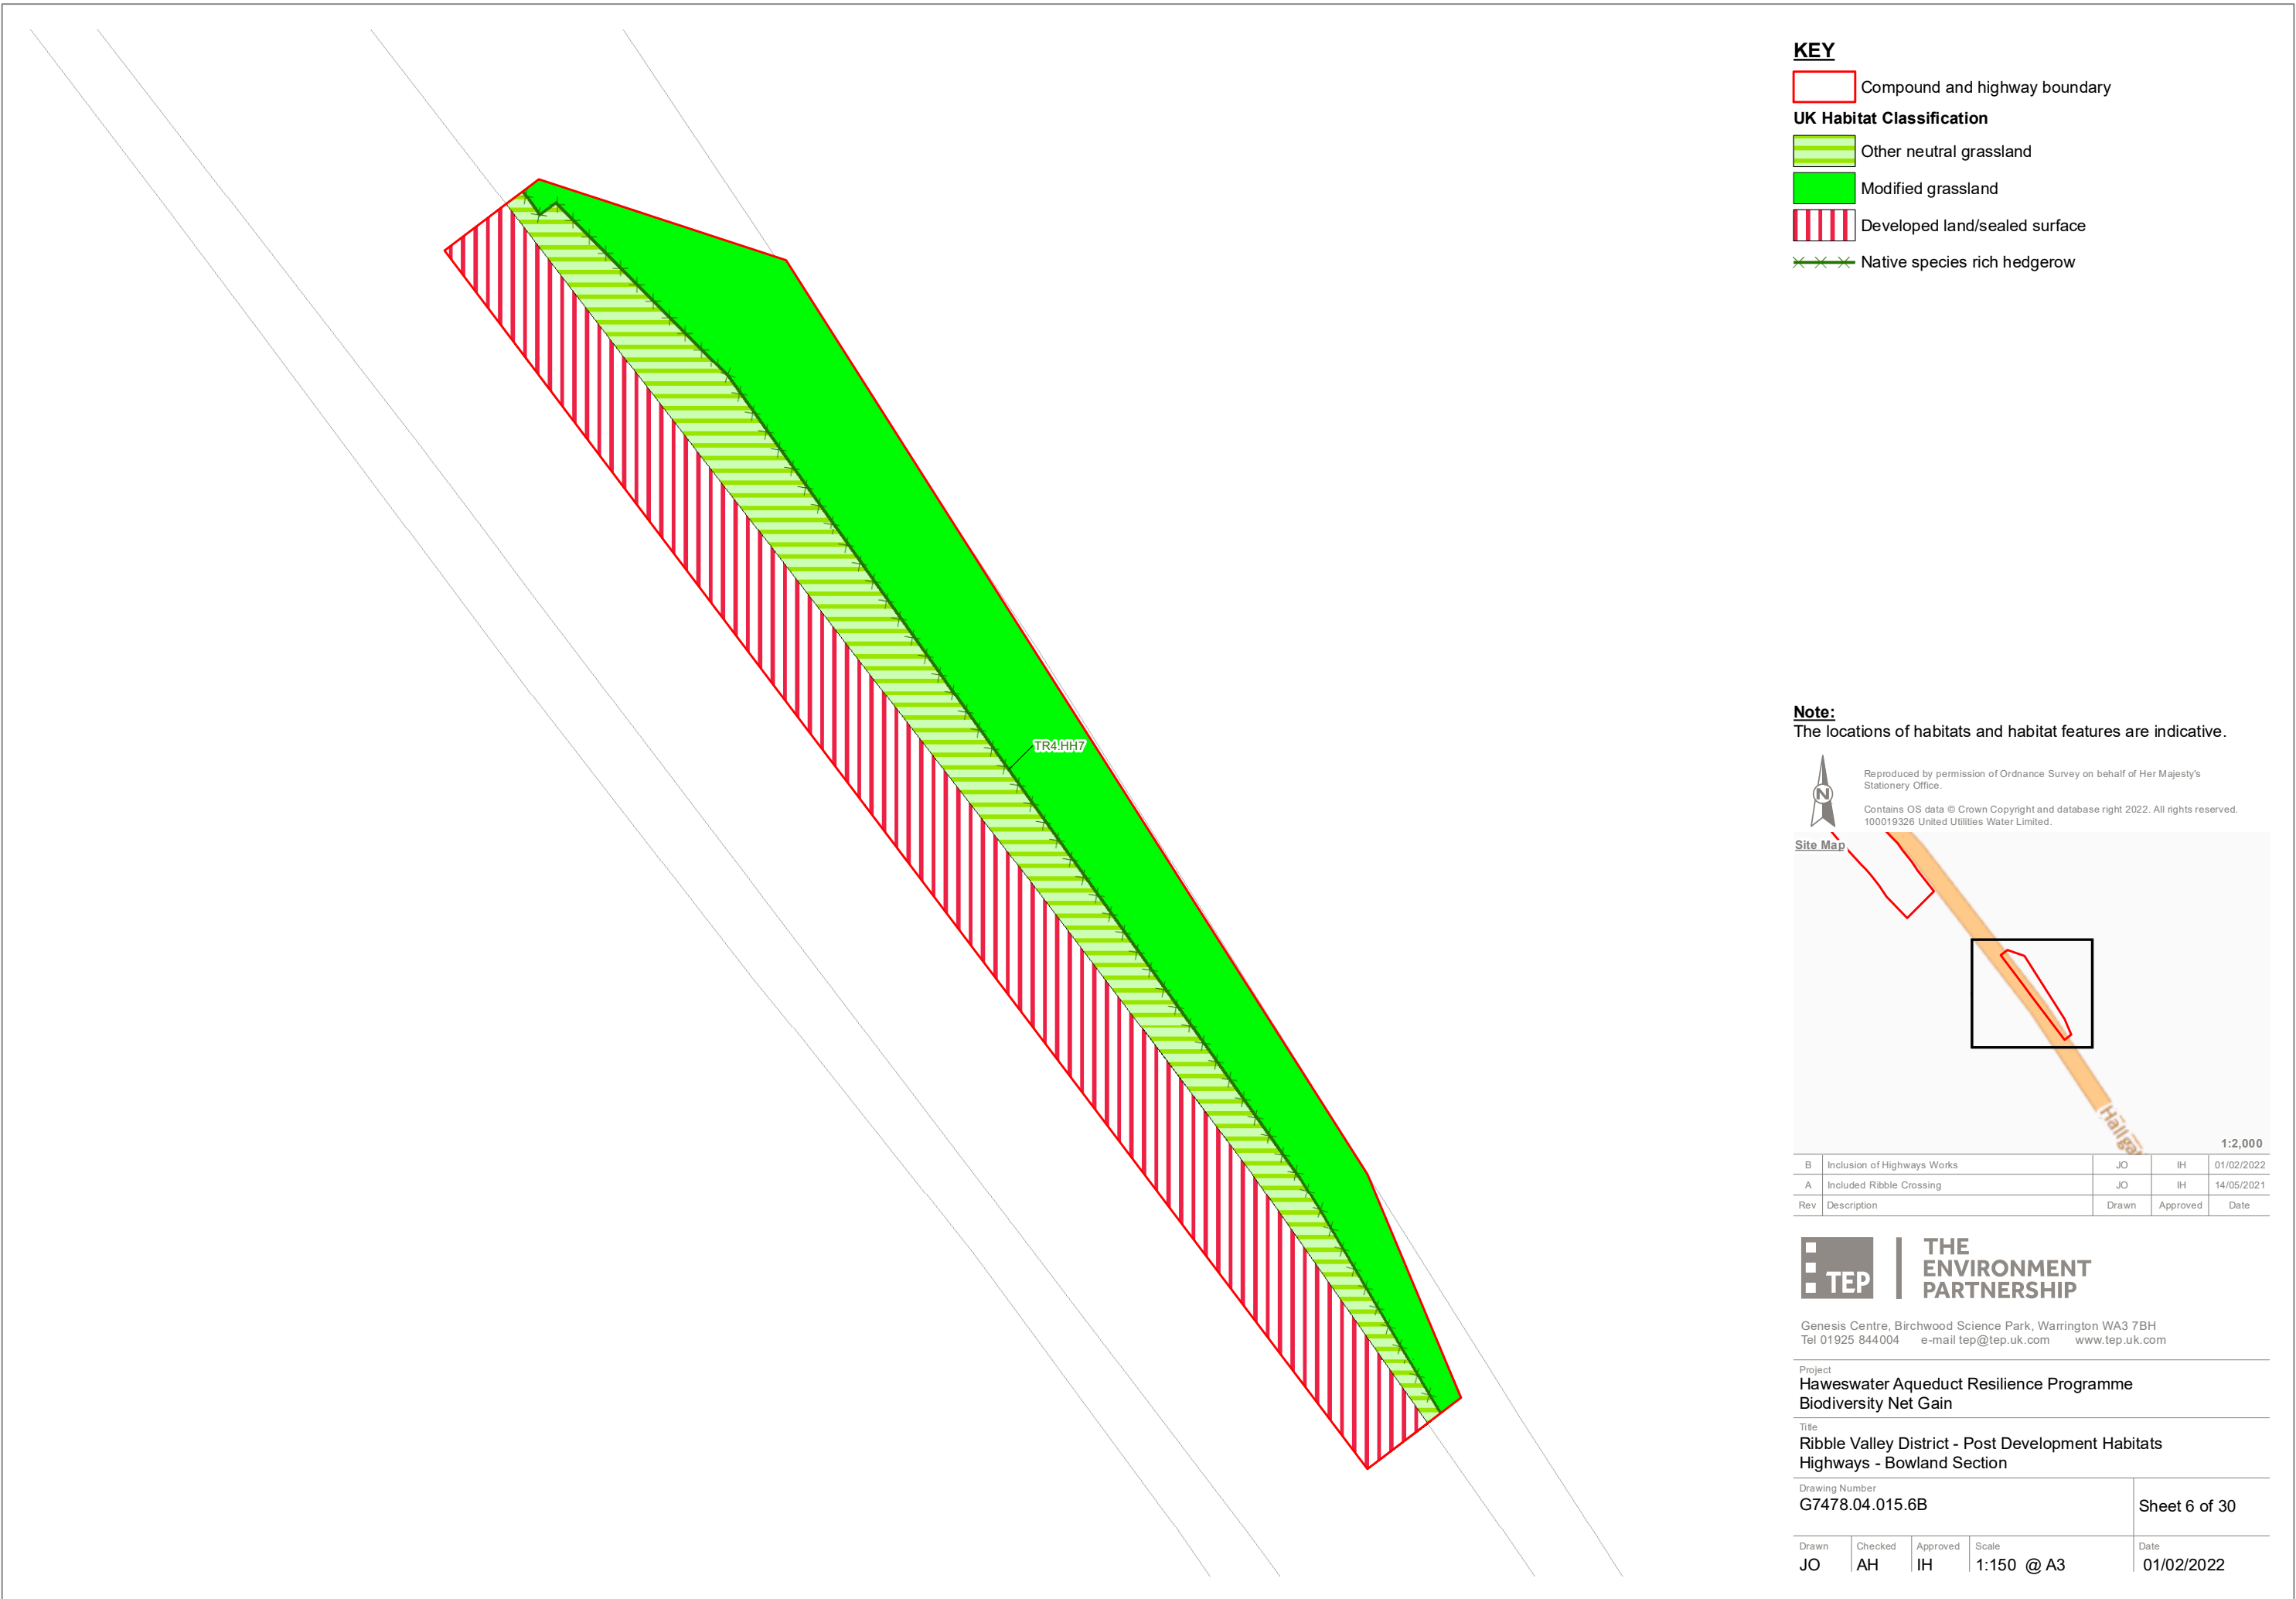 KEY
Compound and highway boundary
UK Habitat Classification
Other neutral grassland
Modified grassland
Developed land/sealed surface
Native species rich hedgerow
TR4.HH7
Note:
The locations of habitats and habitat features are indicative.
N
Reproduced by permission of Ordnance Survey on behalf of Her Majesty's
Stationery Office.
Contains OS data © Crown Copyright and database right 2022. All rights reserved.
100019326 United Utilities Water Limited.
Site Map
1:2,000
B Inclusion of Highways Works JO IH 01/02/2022
A Included Ribble Crossing JO IH 14/05/2021
Rev Description Drawn Approved Date
TEP
THE
ENVIRONMENT
PARTNERSHIP
Genesis Centre, Birchwood Science Park, Warrington WA3 7BH
Tel 01925 844004 e-mail tep@tep.uk.com www.tep.uk.com
Project
Haweswater Aqueduct Resilience Programme
Biodiversity Net Gain
Title
Ribble Valley District - Post Development Habitats
Highways - Bowland Section
Drawing Number
G7478.04.015.6B
Sheet 6 of 30
Drawn Checked Approved Scale Date
JO AH IH 1:150 @ A3 01/02/2022